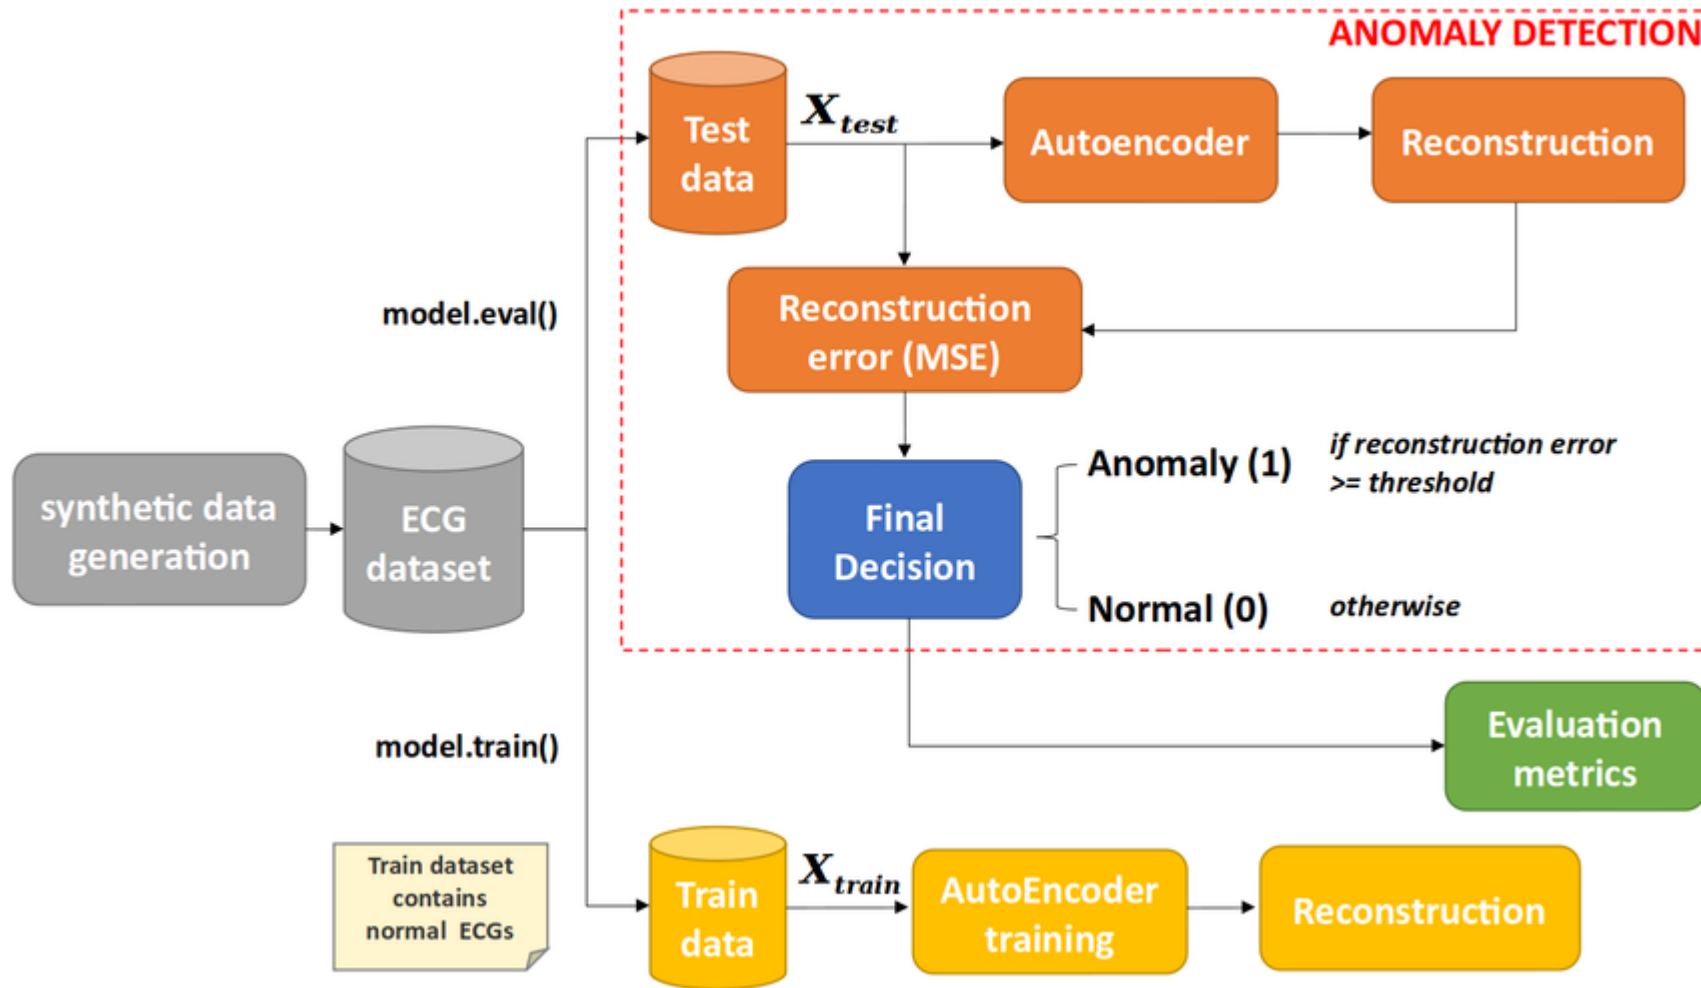 ANOMALY DETECTION
Test
data
X_test
Autoencoder
Reconstruction
model.eval()
Reconstruction
error (MSE)
synthetic data
generation
ECG
dataset
Final
Decision
Anomaly (1)
if reconstruction error
>= threshold
Normal (0)
otherwise
Evaluation
metrics
model.train()
Train dataset
contains
normal ECGs
Train
data
X_train
AutoEncoder
training
Reconstruction